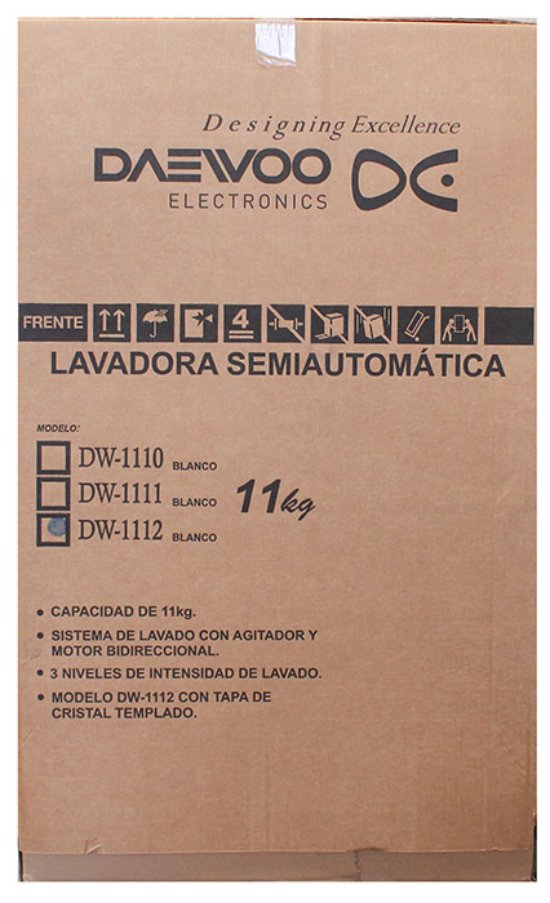 Designing Excellence
DAEWOO
ELECTRONICS
FRENTE 4
LAVADORA SEMIAUTOMÁTICA
MODELO:
DW-1110 BLANCO
DW-1111 BLANCO 11kg
DW-1112 BLANCO
• CAPACIDAD DE 11kg.
• SISTEMA DE LAVADO CON AGITADOR Y
MOTOR BIDIRECCIONAL.
• 3 NIVELES DE INTENSIDAD DE LAVADO.
• MODELO DW-1112 CON TAPA DE
CRISTAL TEMPLADO.